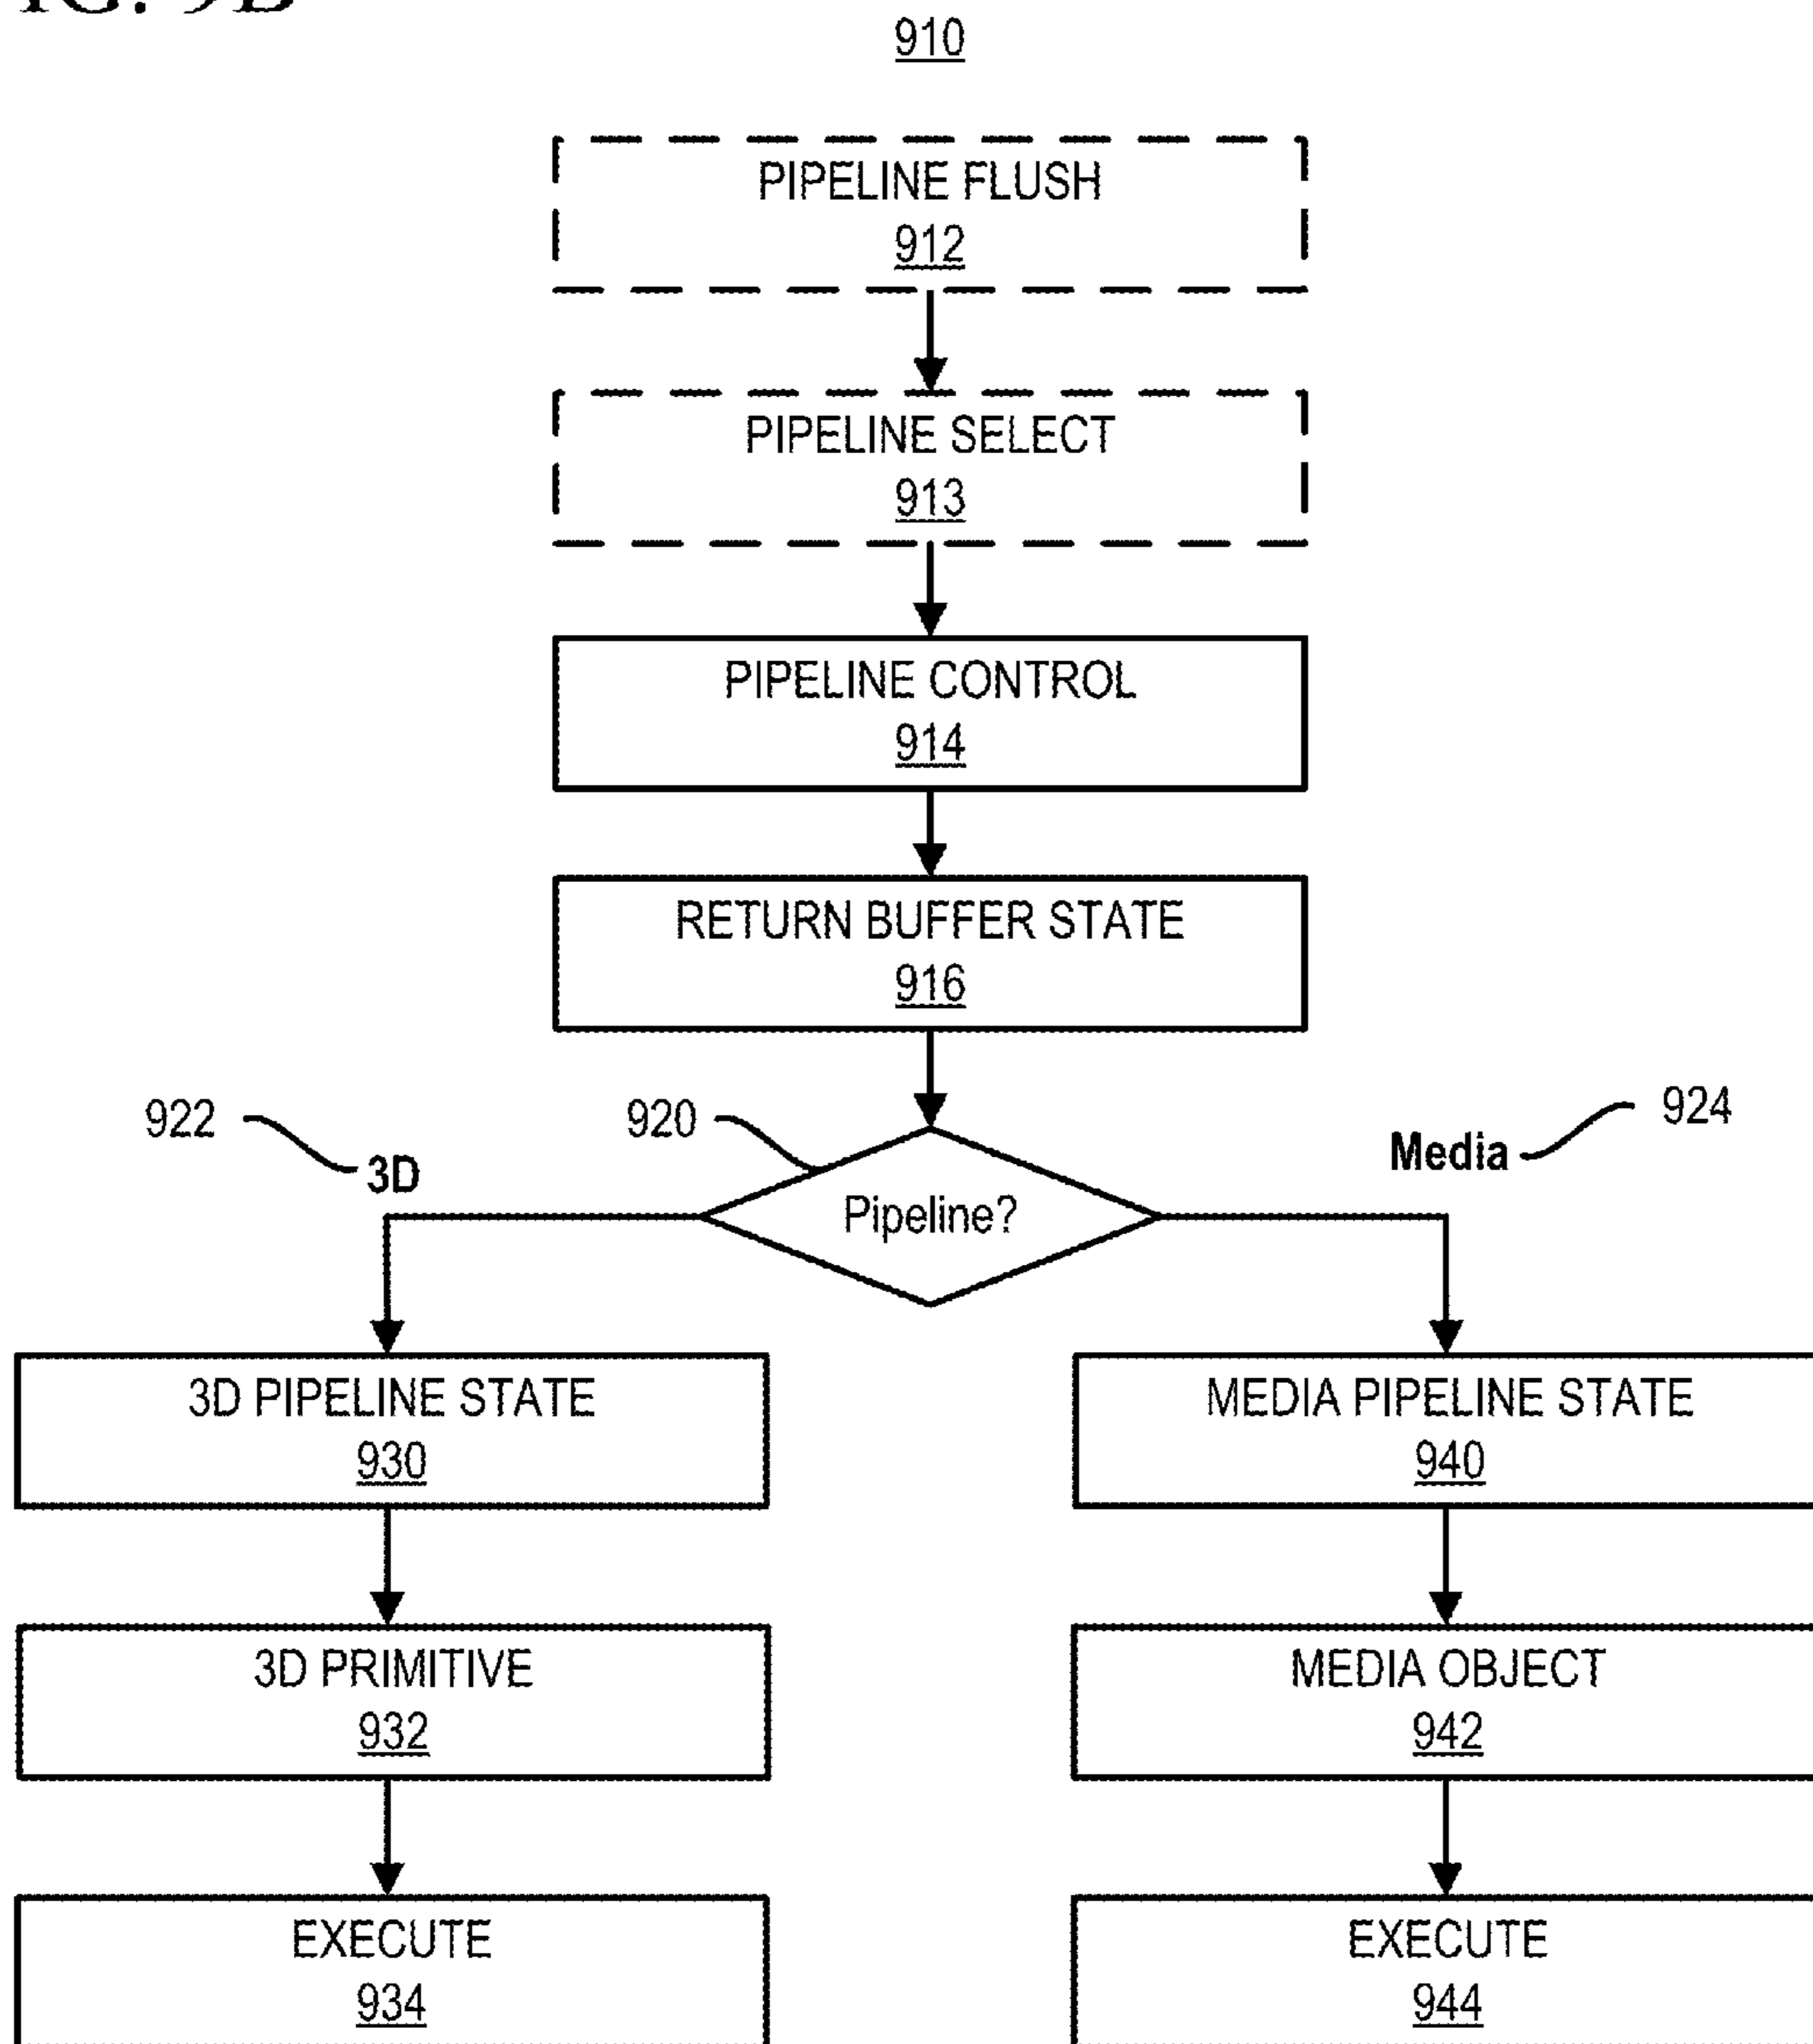 910
PIPELINE FLUSH
912
PIPELINE SELECT
913
PIPELINE CONTROL
914
RETURN BUFFER STATE
916
922
920
924
3D
Media
Pipeline?
3D PIPELINE STATE
930
MEDIA PIPELINE STATE
940
3D PRIMITIVE
932
MEDIA OBJECT
942
EXECUTE
934
EXECUTE
944